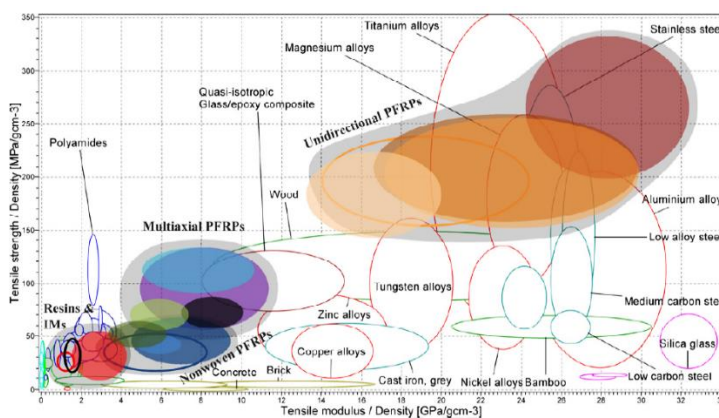 350
300
250
200
150
100
50
0
Tensile strength / Density [MPa/gcm-3]
0 2 4 6 8 10 12 14 16 18 20 22 24 26 28 30 32 34
Tensile modulus / Density [GPa/gcm-3]
Titanium alloys
Stainless steel
Magnesium alloys
Quasi-isotropic
Glass/epoxy composite
Unidirectional PFRPs
Polyamides
Wood
Aluminium alloy
Multiaxial PFRPs
Low alloy steel
Tungsten alloys
Resins &
IMs
Zinc alloys
Medium carbon ste
Nonwoven PFRPs
Copper alloys
Silica glass
Concrete
Brick
Cast iron, grey
Nickel alloys
Bamboo
Low carbon steel